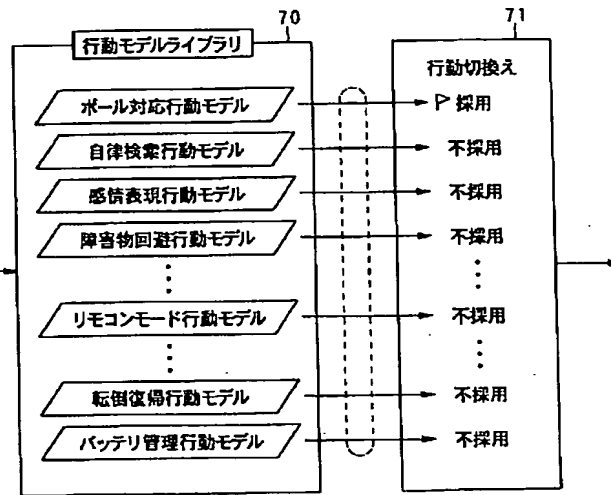 70
行動モデルライブラリ
71
行動切換え
ボール対応行動モデル
採用
自律検索行動モデル
不採用
感情表現行動モデル
不採用
障害物回避行動モデル
不採用
リモコンモード行動モデル
不採用
転倒復帰行動モデル
不採用
バッテリ管理行動モデル
不採用